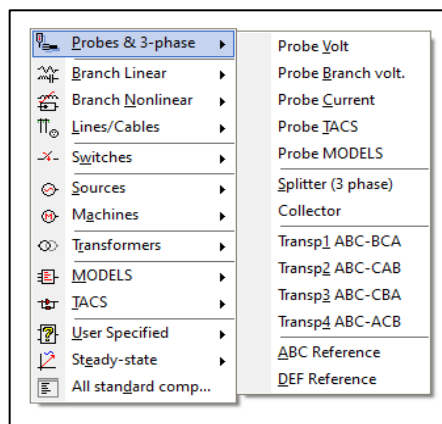 Probes & 3-phase
Branch Linear
Branch Nonlinear
Lines/Cables
Switches
Sources
Machines
Transformers
MODELS
TACS
User Specified
Steady-state
All standard comp...
Probe Volt
Probe Branch volt.
Probe Current
Probe TACS
Probe MODELS
Splitter (3 phase)
Collector
Transp1 ABC-BCA
Transp2 ABC-CAB
Transp3 ABC-CBA
Transp4 ABC-ACB
ABC Reference
DEF Reference